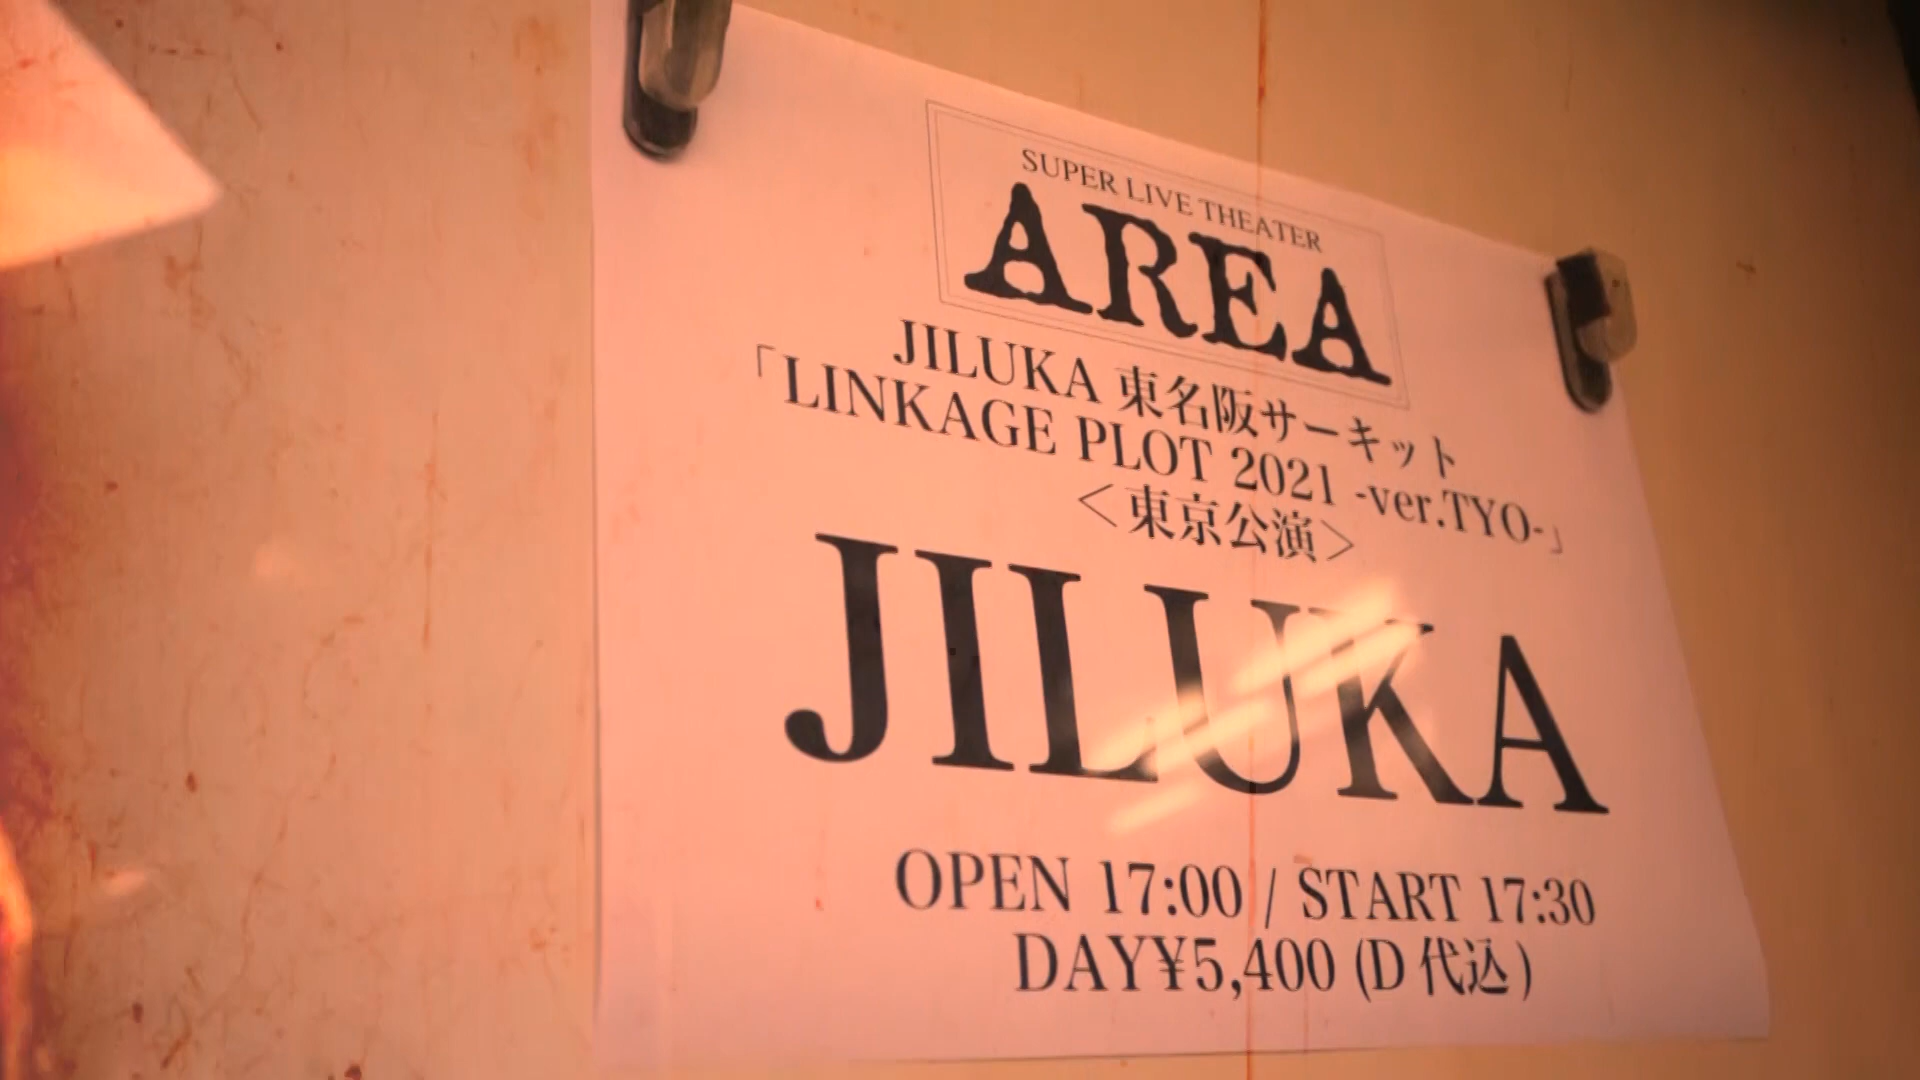 SUPER LIVE THEATER
AREA
JILUKA 東名阪サーキット
「LINKAGE PLOT 2021 -ver.TYO-」
＜東京公演＞
JILUKA
OPEN 17:00 / START 17:30
DAY¥5,400 (D代込)